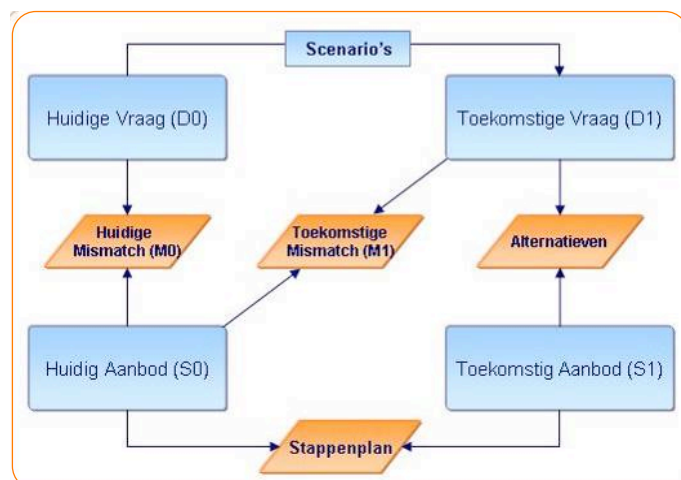 Scenario's
Huidige Vraag (D0)
Toekomstige Vraag (D1)
Huidige
Mismatch (M0)
Toekomstige
Mismatch (M1)
Alternatieven
Huidig Aanbod (S0)
Toekomstig Aanbod (S1)
Stappenplan